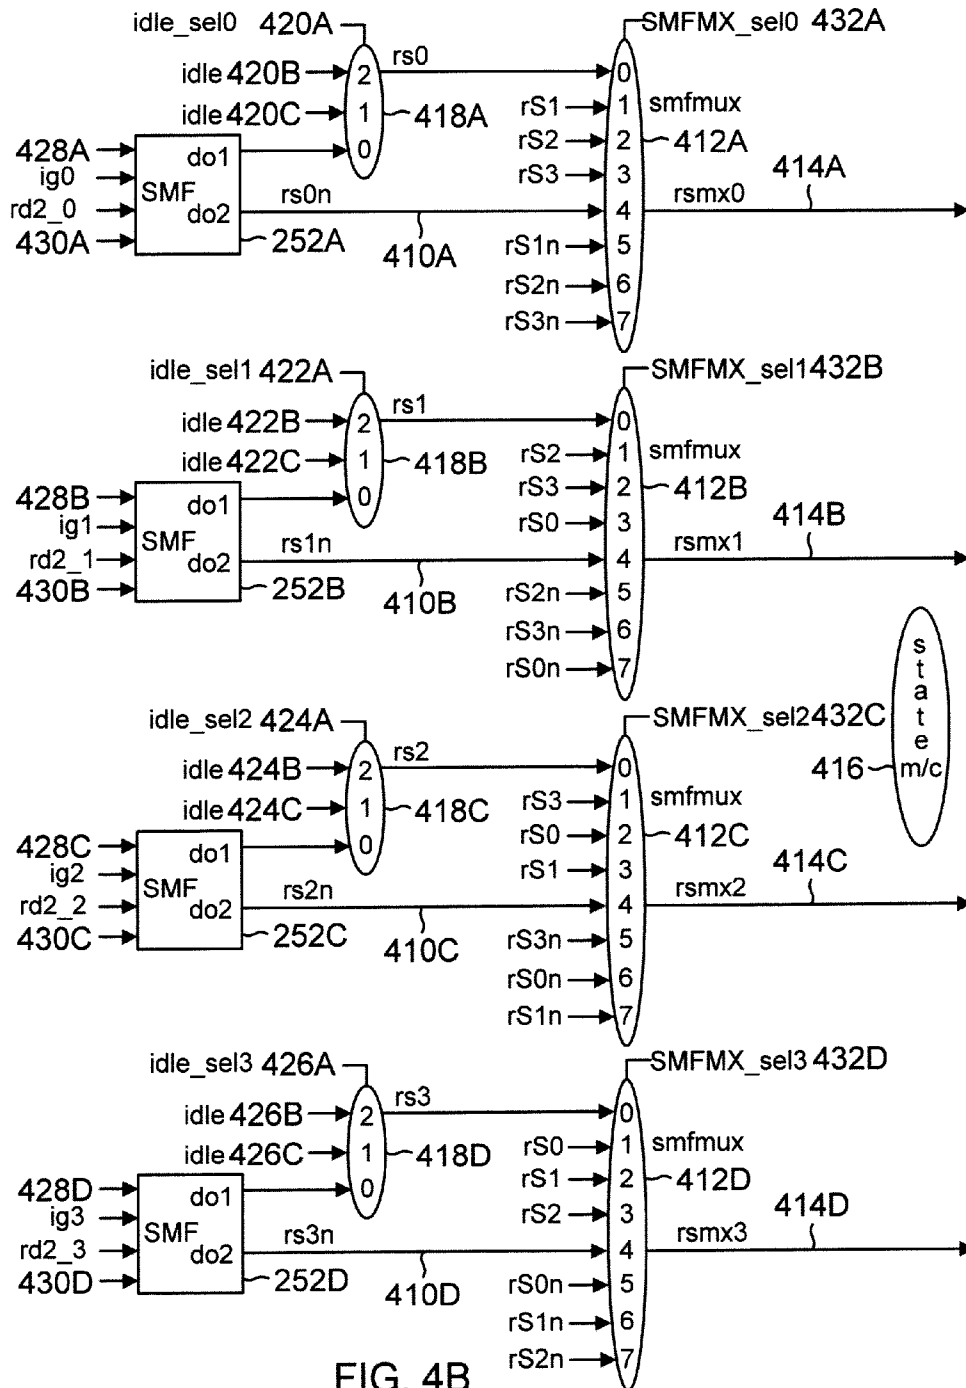 idle_sel0 420A
SMFMX_sel0 432A
idle 420B
2
rs0
0
idle 420C
1
418A
rS1
1
smfmux
428A
do1
0
rS2
2
412A
ig0
SMF
rS3
3
414A
rd2_0
do2
rs0n
4
rsmx0
430A
252A
410A
rS1n
5
rS2n
6
rS3n
7
idle_sel1 422A
SMFMX_sel1 432B
idle 422B
2
rs1
0
idle 422C
1
418B
rS2
1
smfmux
428B
do1
0
rS3
2
412B
ig1
SMF
rS0
3
414B
rd2_1
do2
rs1n
4
rsmx1
430B
252B
410B
rS2n
5
rS3n
6
rS0n
7
state
m/c
416
idle_sel2 424A
SMFMX_sel2 432C
idle 424B
2
rs2
0
idle 424C
1
418C
rS3
1
smfmux
428C
do1
0
rS0
2
412C
ig2
SMF
rS1
3
414C
rd2_2
do2
rs2n
4
rsmx2
430C
252C
410C
rS3n
5
rS0n
6
rS1n
7
idle_sel3 426A
SMFMX_sel3 432D
idle 426B
2
rs3
0
idle 426C
1
418D
rS0
1
smfmux
428D
do1
0
rS1
2
412D
ig3
SMF
rS2
3
414D
rd2_3
do2
rs3n
4
rsmx3
430D
252D
410D
rS0n
5
rS1n
6
rS2n
7
FIG. 4B